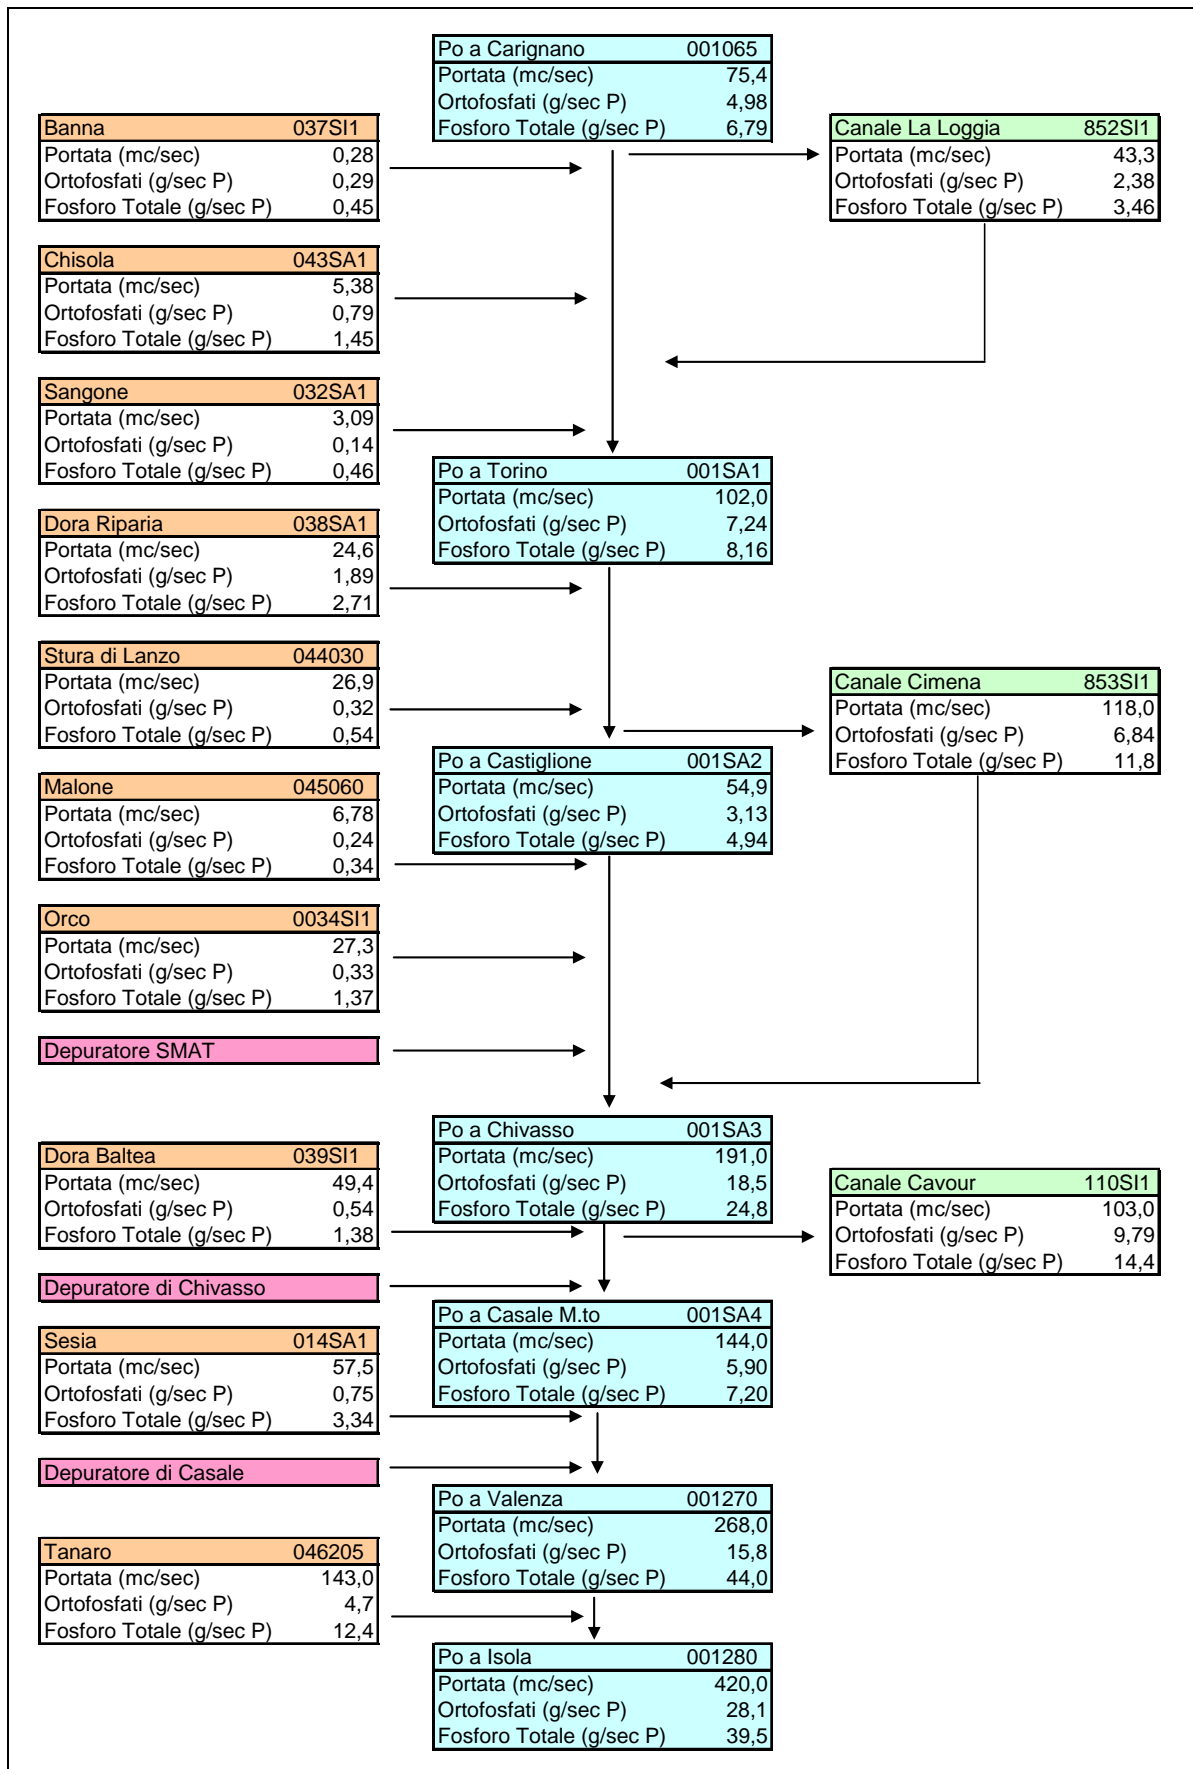 Po a Carignano 001065
Portata (mc/sec) 75,4
Ortofosfati (g/sec P) 4,98
Fosforo Totale (g/sec P) 6,79
Banna 037SI1
Portata (mc/sec) 0,28
Ortofosfati (g/sec P) 0,29
Fosforo Totale (g/sec P) 0,45
Canale La Loggia 852SI1
Portata (mc/sec) 43,3
Ortofosfati (g/sec P) 2,38
Fosforo Totale (g/sec P) 3,46
Chisola 043SA1
Portata (mc/sec) 5,38
Ortofosfati (g/sec P) 0,79
Fosforo Totale (g/sec P) 1,45
Sangone 032SA1
Portata (mc/sec) 3,09
Ortofosfati (g/sec P) 0,14
Fosforo Totale (g/sec P) 0,46
Po a Torino 001SA1
Portata (mc/sec) 102,0
Ortofosfati (g/sec P) 7,24
Fosforo Totale (g/sec P) 8,16
Dora Riparia 038SA1
Portata (mc/sec) 24,6
Ortofosfati (g/sec P) 1,89
Fosforo Totale (g/sec P) 2,71
Stura di Lanzo 044030
Portata (mc/sec) 26,9
Ortofosfati (g/sec P) 0,32
Fosforo Totale (g/sec P) 0,54
Canale Cimena 853SI1
Portata (mc/sec) 118,0
Ortofosfati (g/sec P) 6,84
Fosforo Totale (g/sec P) 11,8
Po a Castiglione 001SA2
Portata (mc/sec) 54,9
Ortofosfati (g/sec P) 3,13
Fosforo Totale (g/sec P) 4,94
Malone 045060
Portata (mc/sec) 6,78
Ortofosfati (g/sec P) 0,24
Fosforo Totale (g/sec P) 0,34
Orco 0034SI1
Portata (mc/sec) 27,3
Ortofosfati (g/sec P) 0,33
Fosforo Totale (g/sec P) 1,37
Depuratore SMAT
Po a Chivasso 001SA3
Portata (mc/sec) 191,0
Ortofosfati (g/sec P) 18,5
Fosforo Totale (g/sec P) 24,8
Dora Baltea 039SI1
Portata (mc/sec) 49,4
Ortofosfati (g/sec P) 0,54
Fosforo Totale (g/sec P) 1,38
Canale Cavour 110SI1
Portata (mc/sec) 103,0
Ortofosfati (g/sec P) 9,79
Fosforo Totale (g/sec P) 14,4
Depuratore di Chivasso
Po a Casale M.to 001SA4
Portata (mc/sec) 144,0
Ortofosfati (g/sec P) 5,90
Fosforo Totale (g/sec P) 7,20
Sesia 014SA1
Portata (mc/sec) 57,5
Ortofosfati (g/sec P) 0,75
Fosforo Totale (g/sec P) 3,34
Depuratore di Casale
Po a Valenza 001270
Portata (mc/sec) 268,0
Ortofosfati (g/sec P) 15,8
Fosforo Totale (g/sec P) 44,0
Tanaro 046205
Portata (mc/sec) 143,0
Ortofosfati (g/sec P) 4,7
Fosforo Totale (g/sec P) 12,4
Po a Isola 001280
Portata (mc/sec) 420,0
Ortofosfati (g/sec P) 28,1
Fosforo Totale (g/sec P) 39,5